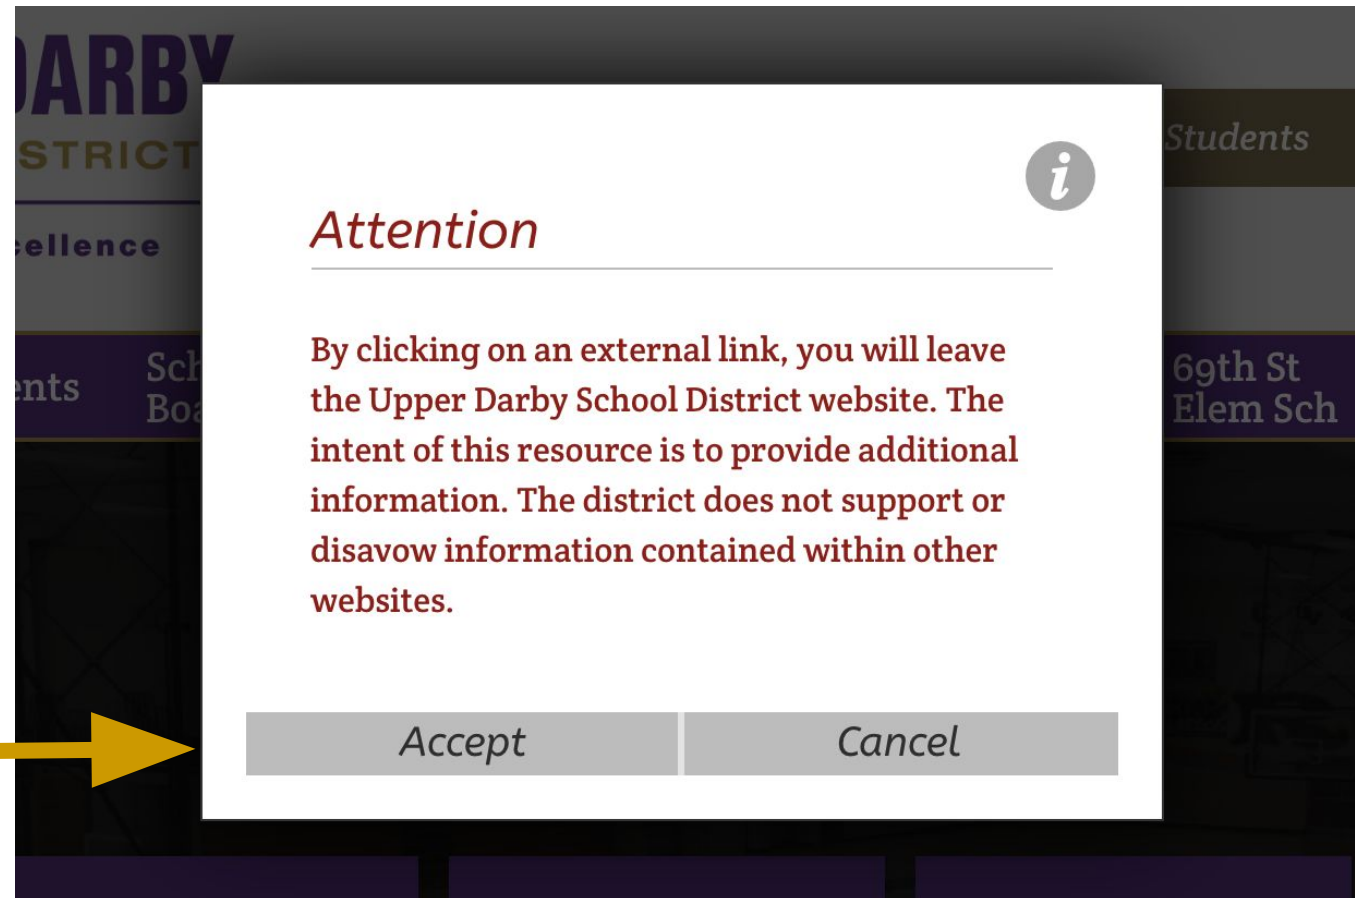 DARBY
STRICT
cellence
Students
ents
Sch
Boa
69th St
Elem Sch
i
Attention
By clicking on an external link, you will leave
the Upper Darby School District website. The
intent of this resource is to provide additional
information. The district does not support or
disavow information contained within other
websites.
Accept
Cancel